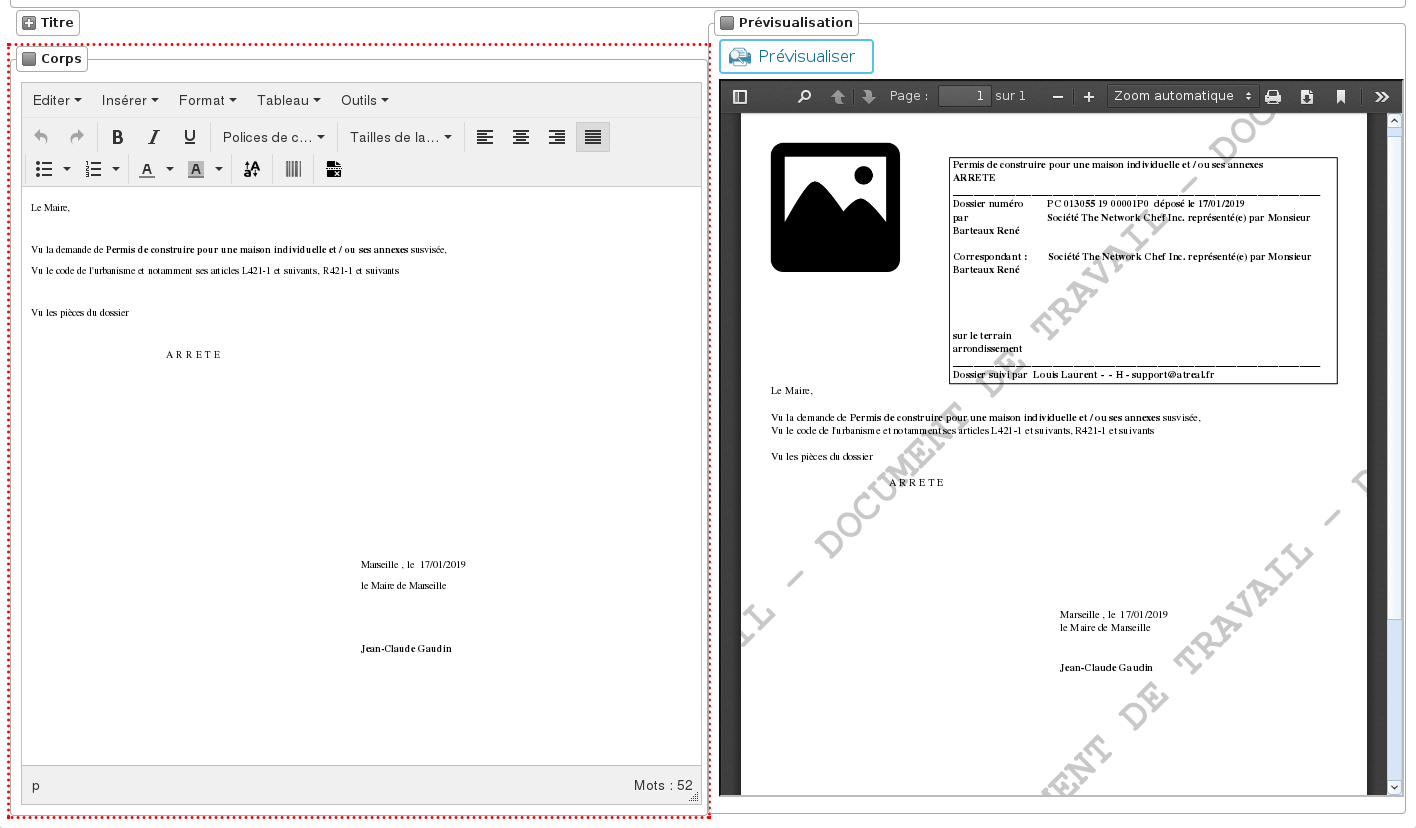 Titre
Corps
Editer Insérer Format Tableau Outils
B I U Polices de c... Tailles de la...
A A
Le Maire,
Vu la demande de Permis de construire pour une maison individuelle et / ou ses annexes susvisée,
Vu le code de l'urbanisme et notamment ses articles L421-1 et suivants, R421-1 et suivants
Vu les pièces du dossier
A R R E T E
Marseille , le 17/01/2019
le Maire de Marseille
Jean-Claude Gaudin
p Mots : 52
Prévisualisation
Prévisualiser
Page : 1 sur 1 Zoom automatique
Permis de construire pour une maison individuelle et / ou ses annexes
ARRETE
Dossier numéro PC 013055 19 00001P0 déposé le 17/01/2019
par Société The Network Chef Inc. représenté(e) par Monsieur
Barteaux René
Correspondant : Société The Network Chef Inc. représenté(e) par Monsieur
Barteaux René
sur le terrain
arrondissement
Dossier suivi par Louis Laurent - - H - support@atreal.fr
Le Maire,
Vu la demande de Permis de construire pour une maison individuelle et / ou ses annexes susvisée,
Vu le code de l'urbanisme et notamment ses articles L421-1 et suivants, R421-1 et suivants
Vu les pièces du dossier
A R R E T E
Marseille , le 17/01/2019
le Maire de Marseille
Jean-Claude Gaudin
IL - DOCUMENT DE TRAVAIL - DOC
MENT DE TRAVAIL - D